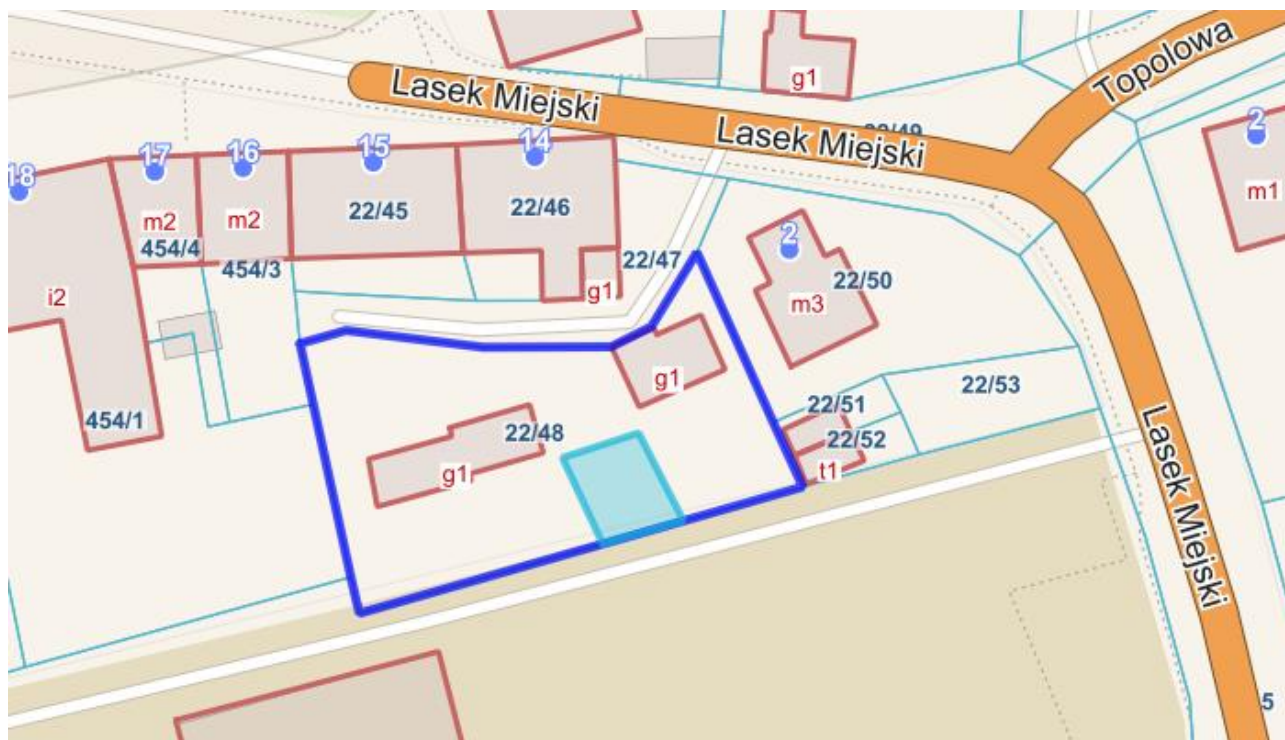 Lasek Miejski
Lasek Miejski
Topolowa
g1
22/49
2
m1
18
17
16
15
14
m2
m2
22/45
22/46
454/4
454/3
22/47
2
22/50
i2
g1
m3
g1
22/53
22/51
454/1
22/48
22/52
g1
t1
Lasek Miejski
5